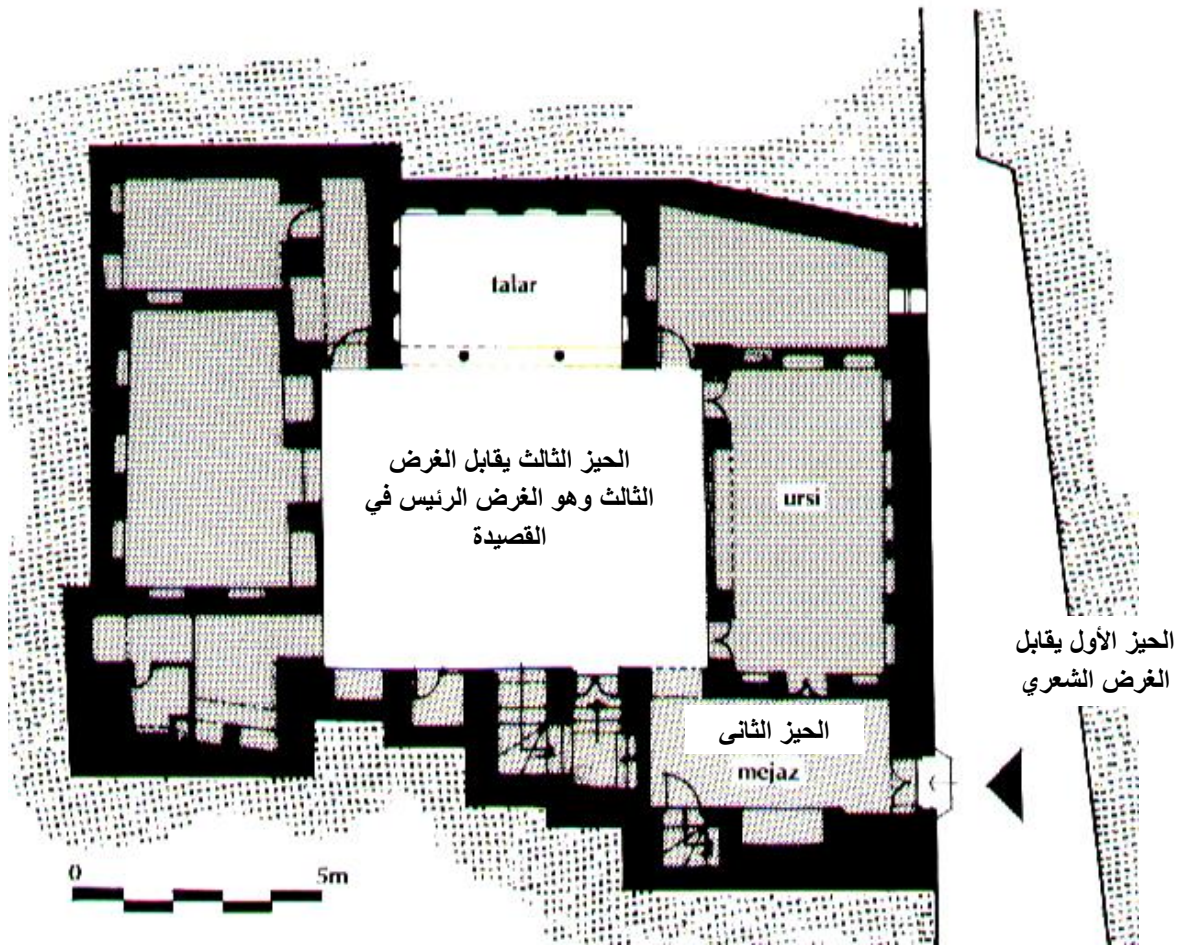 talar
الحيز الثالث يقابل الغرض
الثالث وهو الغرض الرئيس في
القصيدة
ursi
الحيز الأول يقابل
الغرض الشعري
الحيز الثانى
mejaz
0 5m